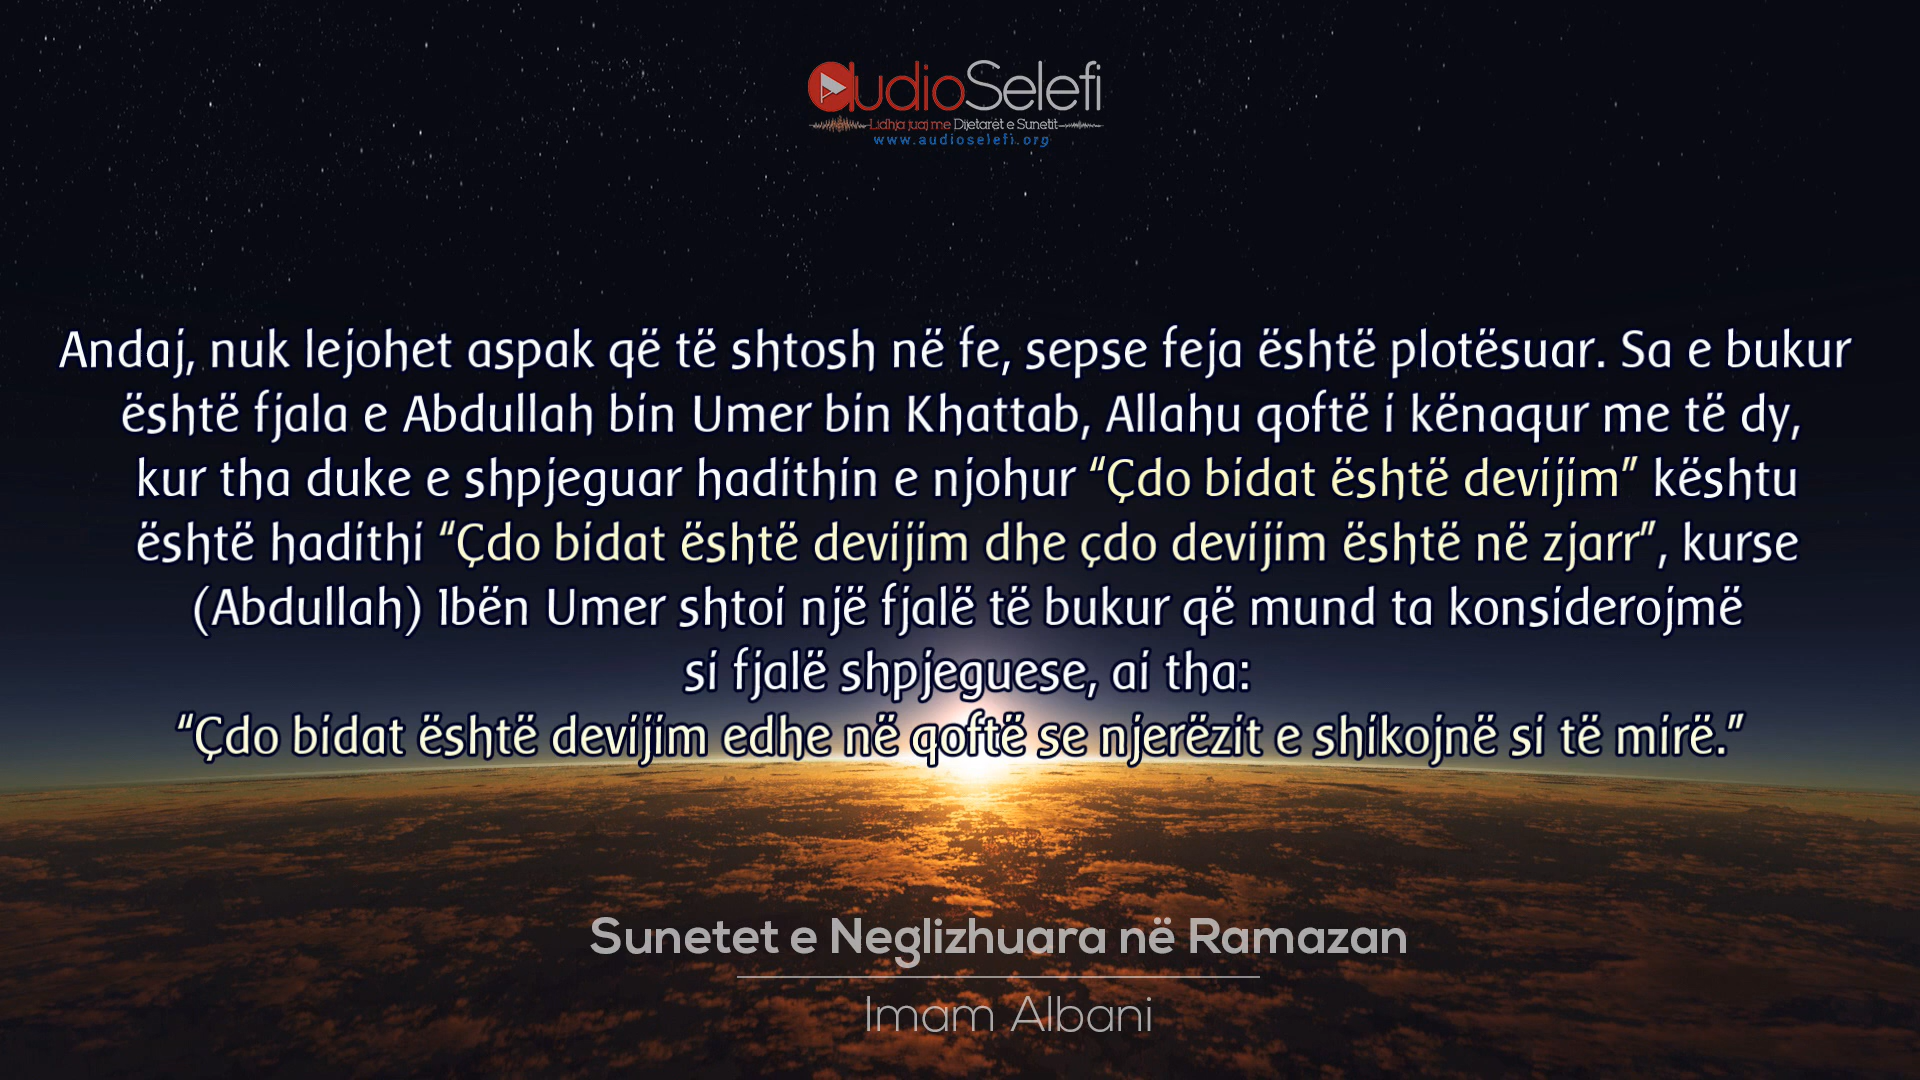 audioSelefi
Lidhja juaj me Dijetarët e Sunetit
www.audioselefi.org
Andaj, nuk lejohet aspak që të shtosh në fe, sepse feja është plotësuar. Sa e bukur
është fjala e Abdullah bin Umer bin Khattab, Allahu qoftë i kënaqur me të dy,
kur tha duke e shpjeguar hadithin e njohur “Çdo bidat është devijim” kështu
është hadithi “Çdo bidat është devijim dhe çdo devijim është në zjarr”, kurse
(Abdullah) Ibën Umer shtoi një fjalë të bukur që mund ta konsiderojmë
si fjalë shpjeguese, ai tha:
“Çdo bidat është devijim edhe në qoftë se njerëzit e shikojnë si të mirë.”
Sunetet e Neglizhuara në Ramazan
Imam Albani